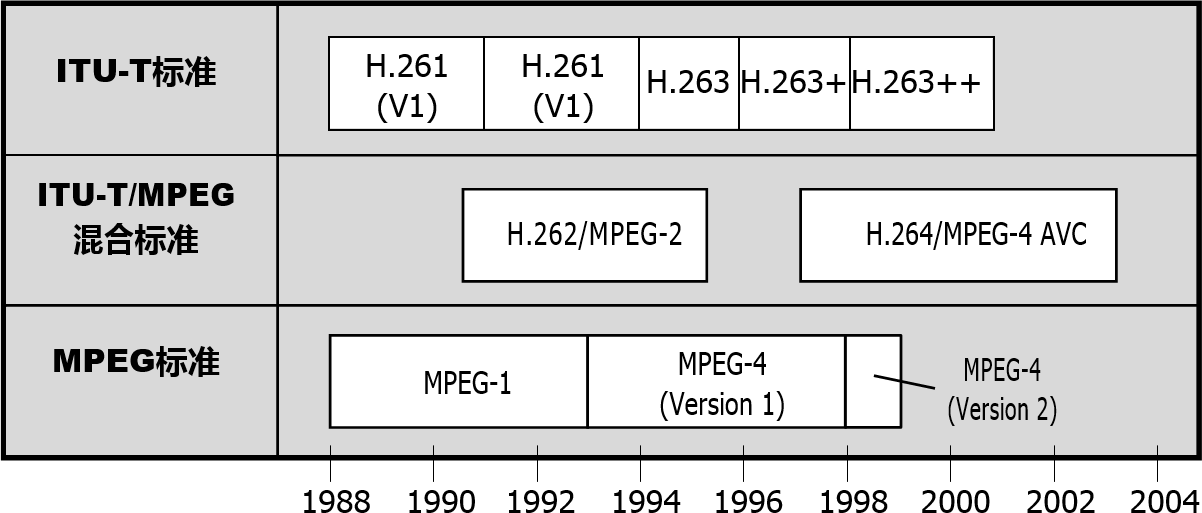 ITU-T标准
H.261
(V1)
H.261
(V1)
H.263
H.263+
H.263++
ITU-T/MPEG
混合标准
H.262/MPEG-2
H.264/MPEG-4 AVC
MPEG标准
MPEG-1
MPEG-4
(Version 1)
MPEG-4
(Version 2)
1988 1990 1992 1994 1996 1998 2000 2002 2004